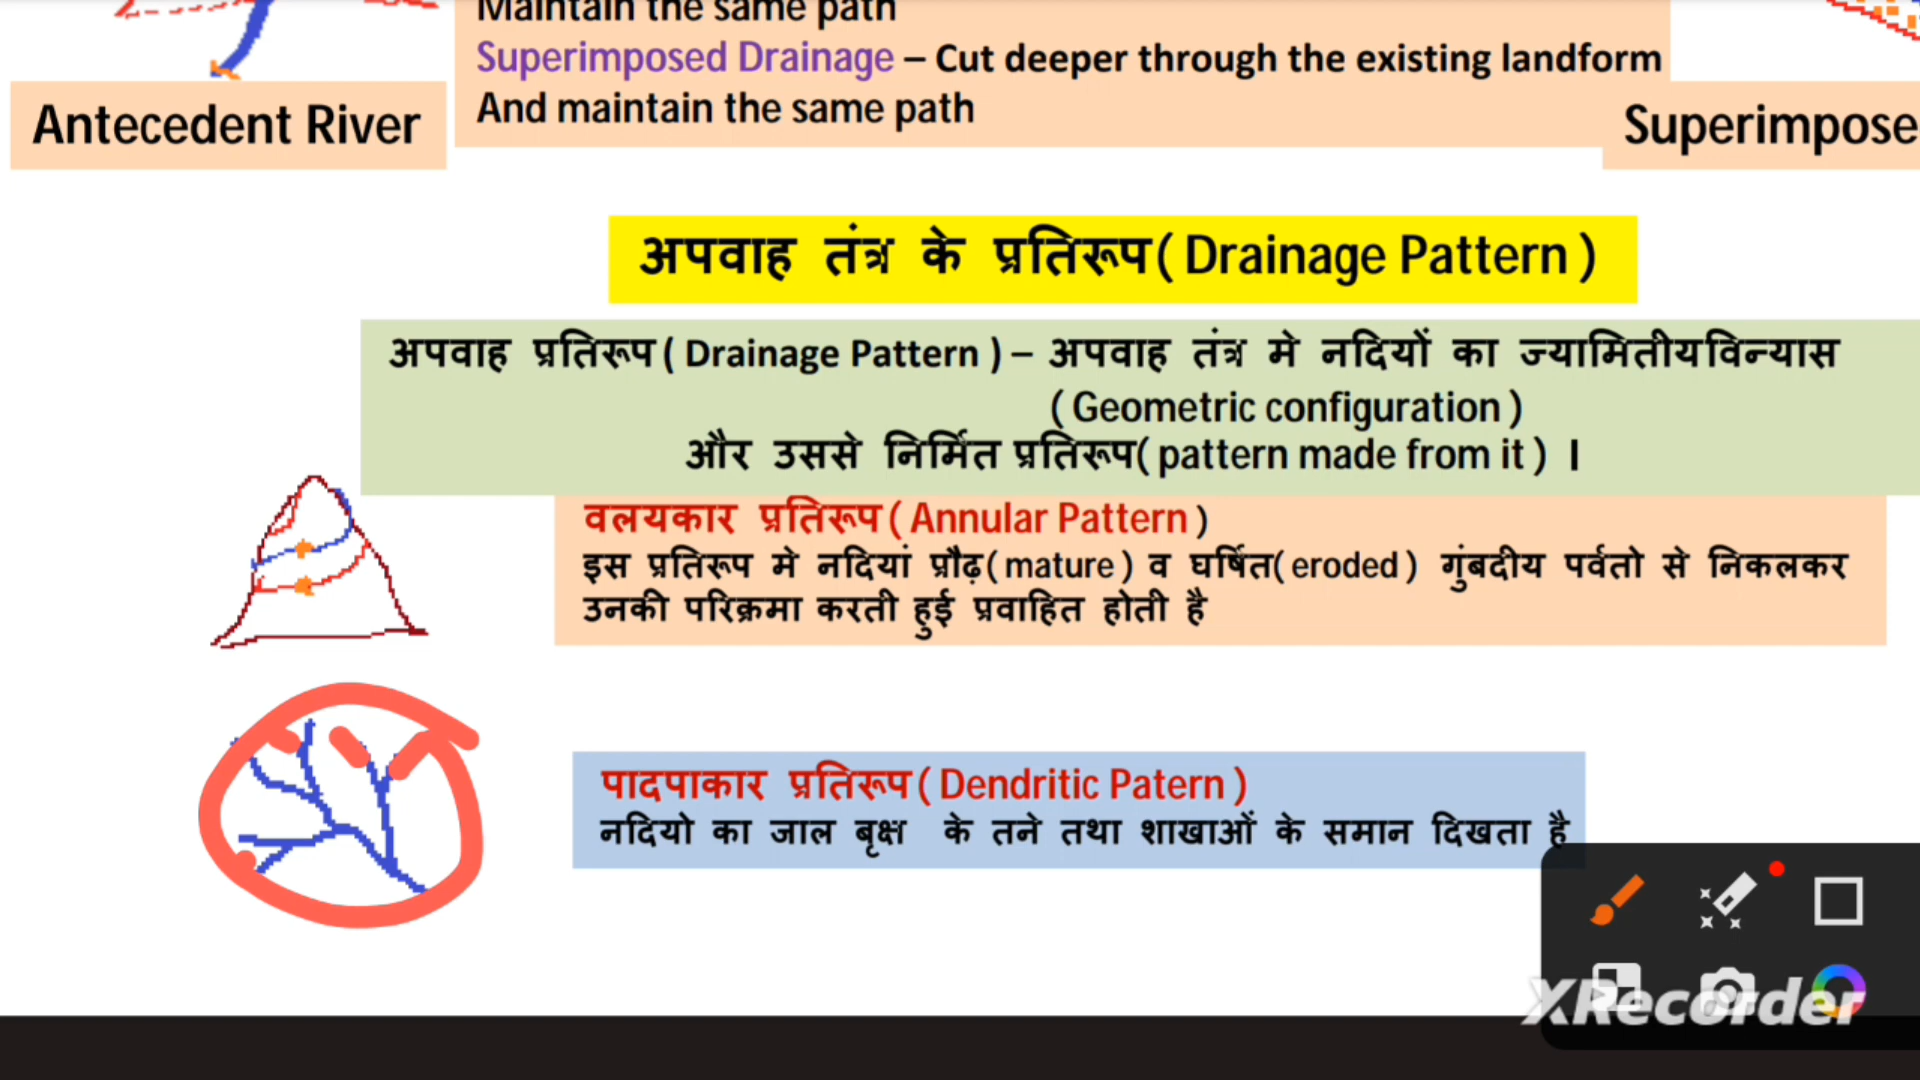 Maintain the same path
Superimposed Drainage – Cut deeper through the existing landform
And maintain the same path
Antecedent River
Superimpose
अपवाह तंत्र के प्रतिरूप( Drainage Pattern )
अपवाह प्रतिरूप( Drainage Pattern ) – अपवाह तंत्र मे नदियों का ज्यामितीयविन्यास
( Geometric configuration )
और उससे निर्मित प्रतिरूप( pattern made from it ) ।
वलयकार प्रतिरूप( Annular Pattern )
इस प्रतिरूप मे नदियां प्रौढ़( mature ) व घर्षित( eroded ) गुंबदीय पर्वतो से निकलकर
उनकी परिक्रमा करती हुई प्रवाहित होती है
पादपाकार प्रतिरूप( Dendritic Patern )
नदियो का जाल बृक्ष के तने तथा शाखाओं के समान दिखता है
XRecorder